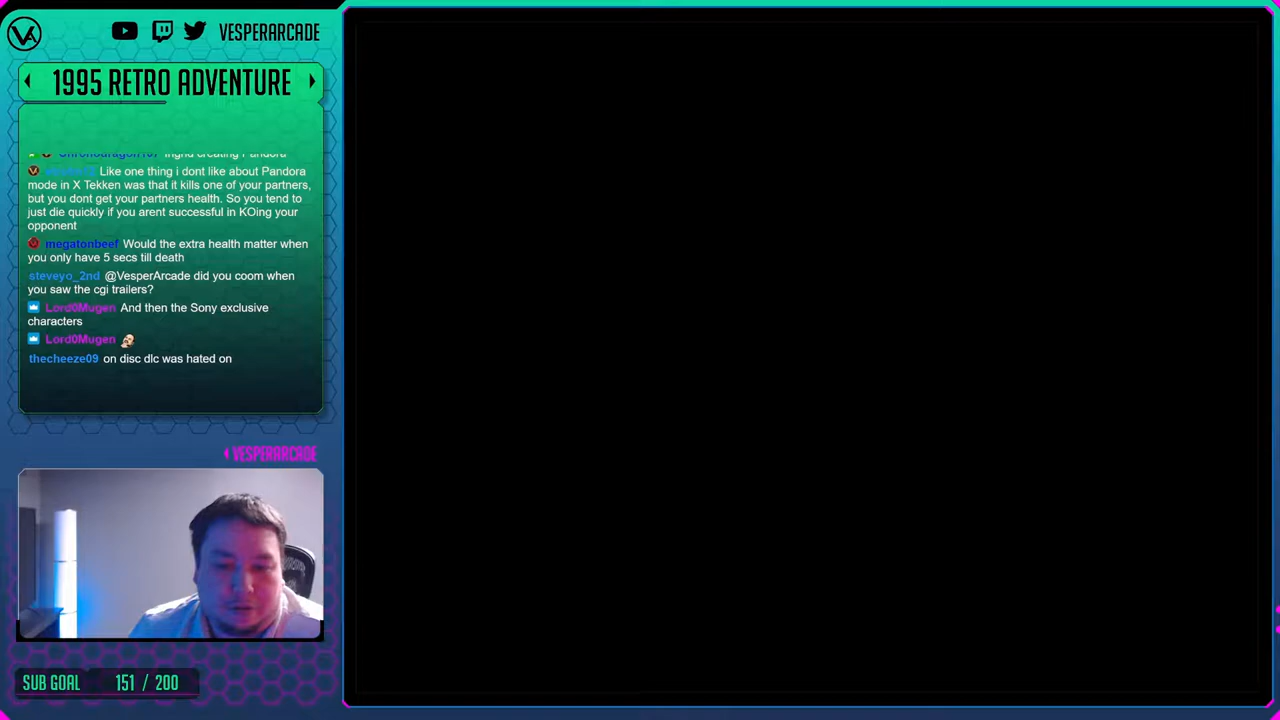 VESPERARCADE
1995 RETRO ADVENTURE
Ingrid creating Pandora
Like one thing i dont like about Pandora
mode in X Tekken was that it kills one of your partners,
but you dont get your partners health. So you tend to
just die quickly if you arent successful in KOing your
opponent
megatonbeef Would the extra health matter when
you only have 5 secs till death
steveyo_2nd @VesperArcade did you coom when
you saw the cgi trailers?
Lord0Mugen And then the Sony exclusive
characters
Lord0Mugen
thecheeze09 on disc dlc was hated on
VESPERARCADE
SUB GOAL 151 / 200